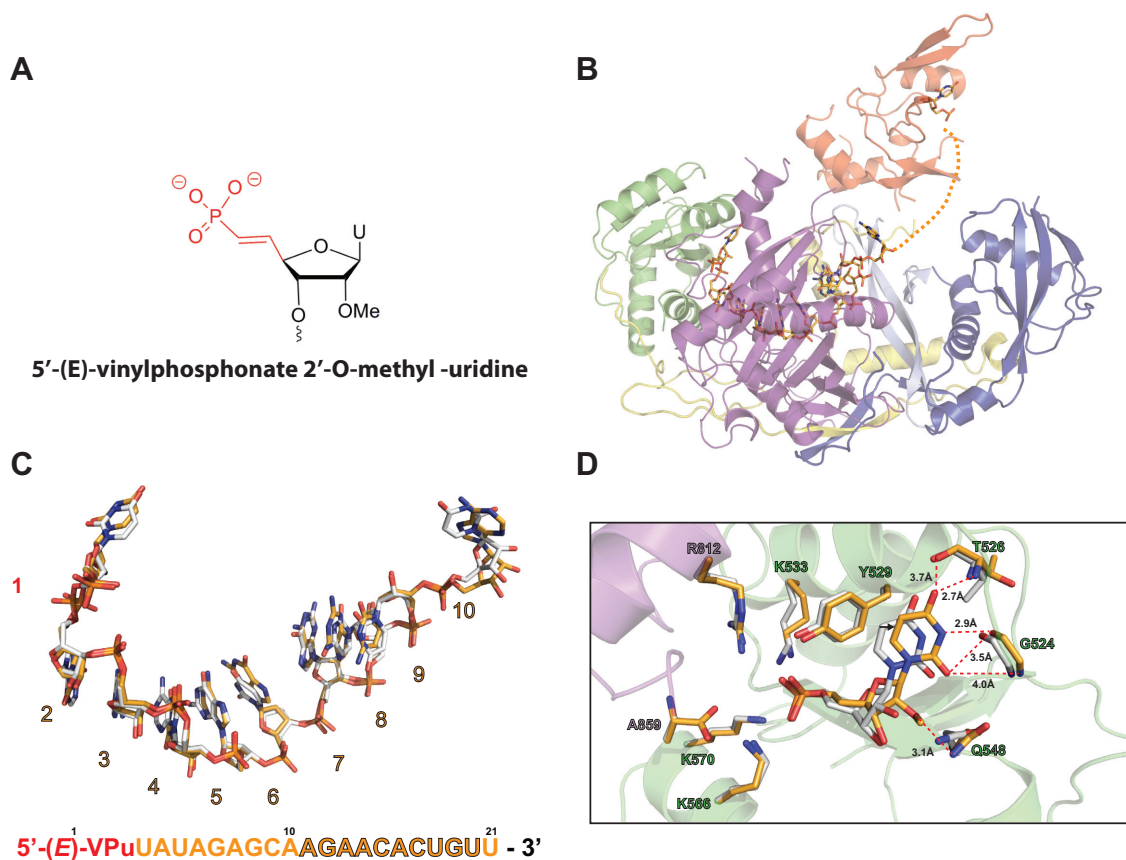 A
B
⊖ ⊖
O O
P
O
O
U
O
OMe
5′-(E)-vinylphosphonate 2′-O-methyl -uridine
C
D
1
2
3
4
5
6
7
8
9
10
R812
K533
Y529
T526
3.7Å
2.7Å
2.9Å
G524
3.5Å
4.0Å
A859
K570
3.1Å
Q548
K566
1 10 21
5′-(E)-VPuUAUAGAGCAAGAACACUGUU - 3′